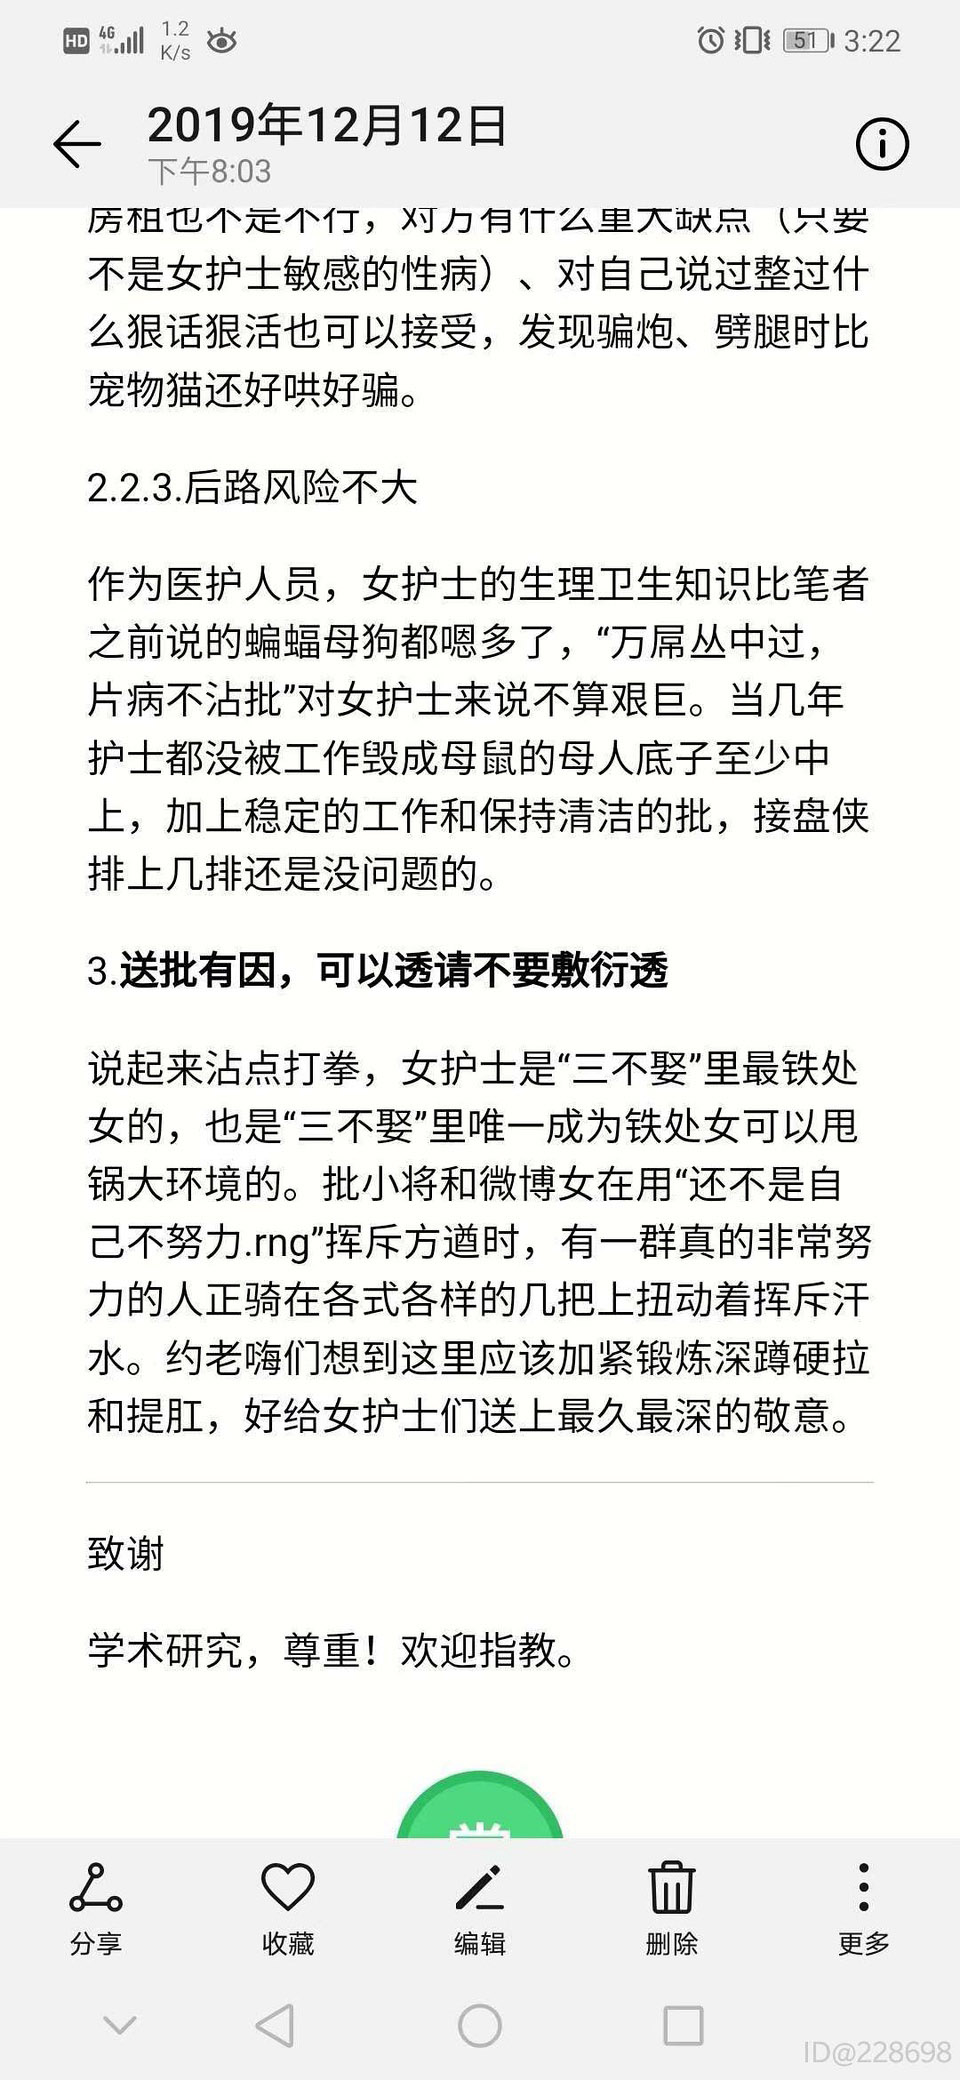 HD 4G 1.2 K/s 51 3:22
2019年12月12日
下午8:03
房租也不是不行，对方有什么重大缺点（只要
不是女护士敏感的性病）、对自己说过整过什
么狠话狠活也可以接受，发现骗炮、劈腿时比
宠物猫还好哄好骗。
2.2.3.后路风险不大
作为医护人员，女护士的生理卫生知识比笔者
之前说的蝙蝠母狗都嗯多了，“万屌丛中过，
片病不沾批”对女护士来说不算艰巨。当几年
护士都没被工作毁成母鼠的母人底子至少中
上，加上稳定的工作和保持清洁的批，接盘侠
排上几排还是没问题的。
3.送批有因，可以透请不要敷衍透
说起来沾点打拳，女护士是“三不娶”里最铁处
女的，也是“三不娶”里唯一成为铁处女可以甩
锅大环境的。批小将和微博女在用“还不是自
己不努力.rng”挥斥方遒时，有一群真的非常努
力的人正骑在各式各样的几把上扭动着挥斥汗
水。约老嗨们想到这里应该加紧锻炼深蹲硬拉
和提肛，好给女护士们送上最久最深的敬意。
致谢
学术研究，尊重！欢迎指教。
分享 收藏 编辑 删除 更多
ID@228698